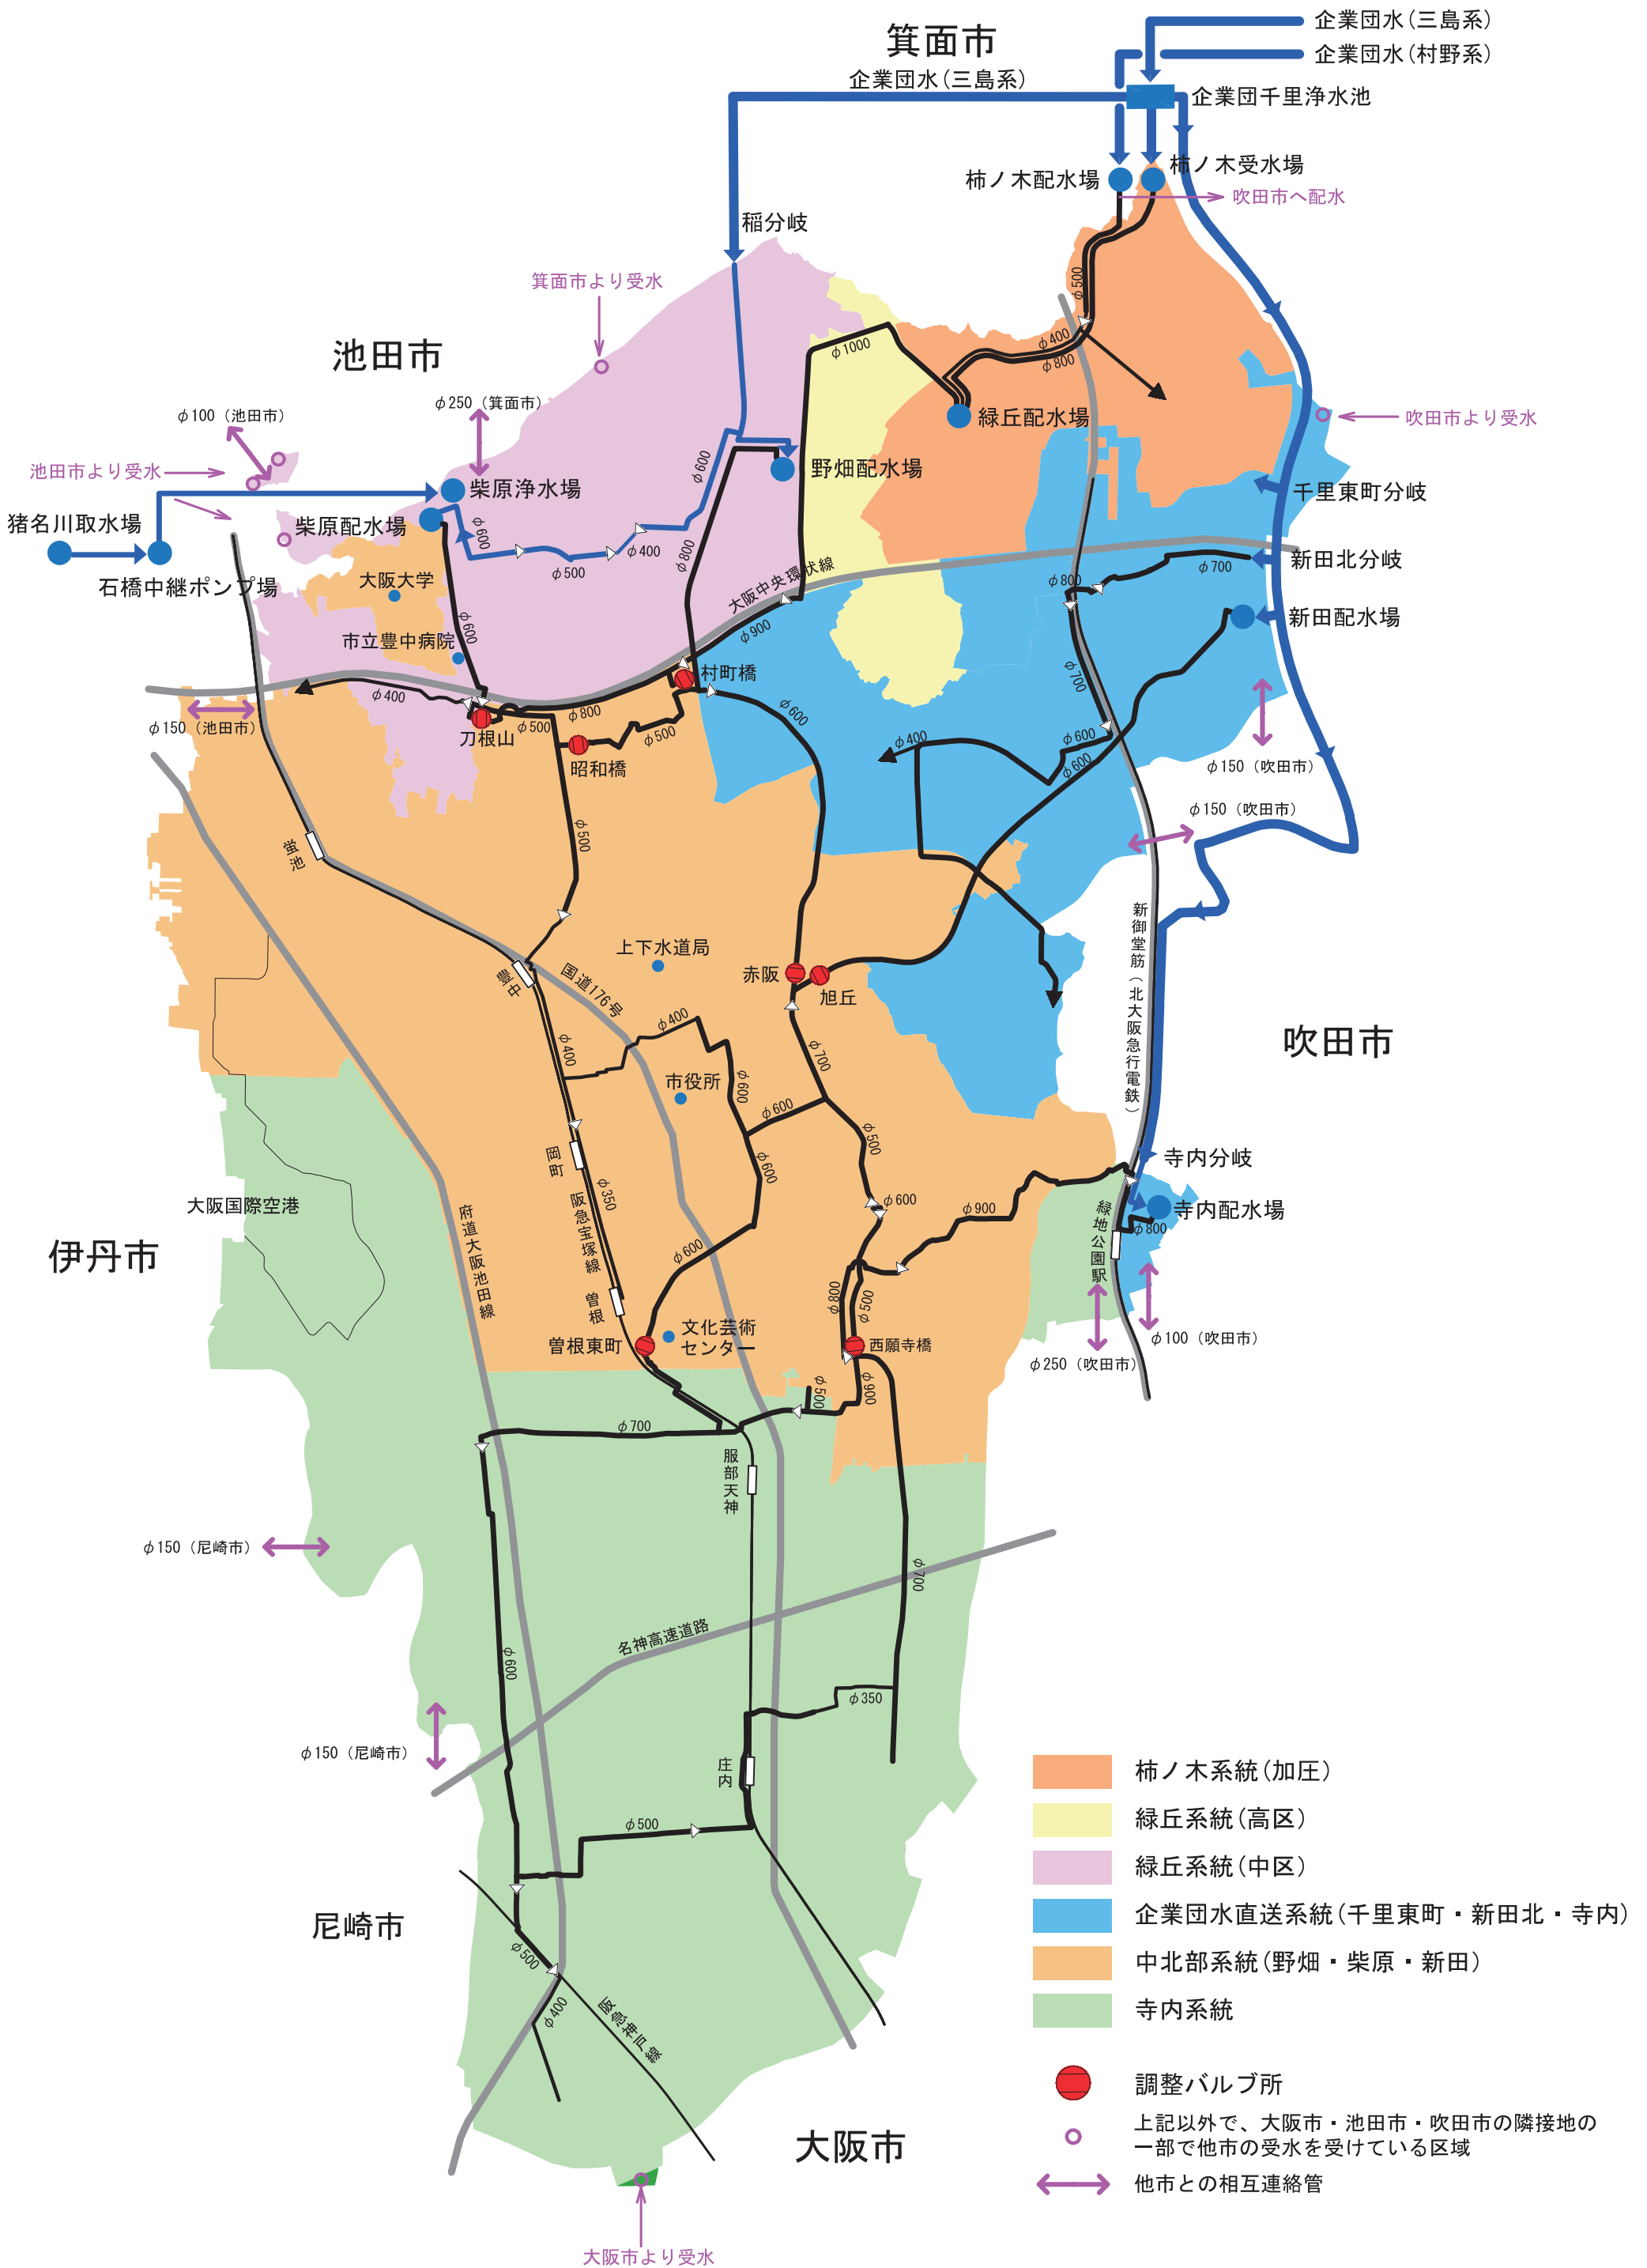 企業団水(三島系)
企業団水(村野系)
箕面市
企業団水(三島系)
企業団千里浄水池
柿ノ木配水場
柿ノ木受水場
吹田市へ配水
稲分岐
箕面市より受水
池田市
φ500
φ1000
φ400
φ800
φ250（箕面市）
φ100（池田市）
緑丘配水場
吹田市より受水
池田市より受水
φ600
野畑配水場
柴原浄水場
千里東町分岐
猪名川取水場
柴原配水場
φ600
φ400
φ500
φ800
大阪中央環状線
石橋中継ポンプ場
大阪大学
新田北分岐
φ700
φ800
新田配水場
φ600
φ900
市立豊中病院
村町橋
φ700
φ400
φ150（池田市）
φ800
φ500
φ500
φ600
刀根山
昭和橋
φ400
φ600
φ600
φ150（吹田市）
φ150（吹田市）
φ500
蛍池
新御堂筋（北大阪急行電鉄）
上下水道局
国道176号
豊中
赤阪
旭丘
吹田市
φ400
φ400
φ700
市役所
φ600
φ600
φ500
岡町
φ600
寺内分岐
φ350
φ600
φ900
大阪国際空港
府道大阪池田線
阪急宝塚線
緑地公園駅
寺内配水場
φ800
伊丹市
φ600
曽根
φ800
φ500
曽根東町
文化芸術
センター
西願寺橋
φ100（吹田市）
φ250（吹田市）
φ500
φ900
φ700
服部天神
φ150（尼崎市）
φ700
名神高速道路
φ600
φ350
φ150（尼崎市）
庄内
φ500
尼崎市
φ500
φ400
阪急神戸線
大阪市
大阪市より受水
柿ノ木系統(加圧)
緑丘系統(高区)
緑丘系統(中区)
企業団水直送系統(千里東町・新田北・寺内)
中北部系統(野畑・柴原・新田)
寺内系統
調整バルブ所
上記以外で、大阪市・池田市・吹田市の隣接地の
一部で他市の受水を受けている区域
他市との相互連絡管